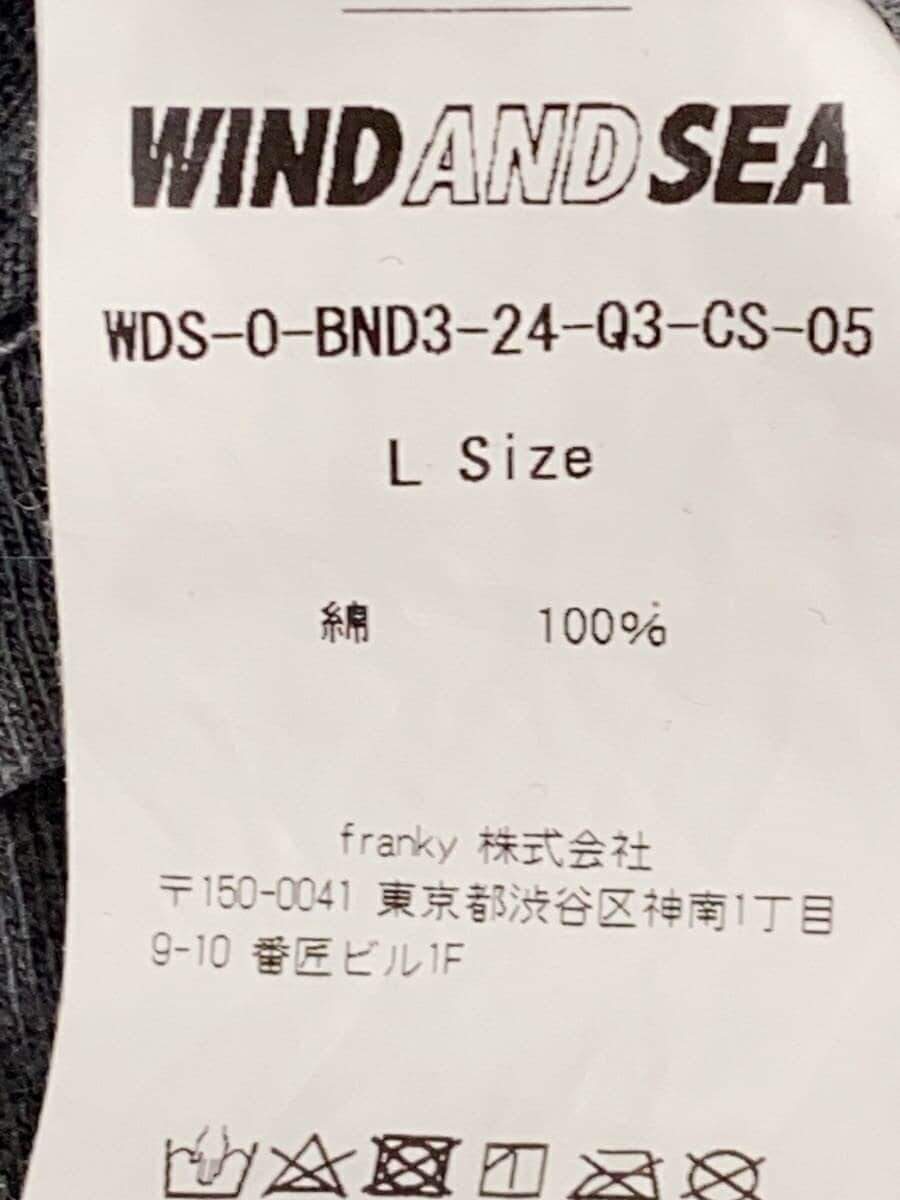 WINDANDSEA
WDS-O-BND3-24-Q3-CS-05
L Size
綿 100%
franky 株式会社
〒150-0041 東京都渋谷区神南1丁目
9-10 番匠ビル1F